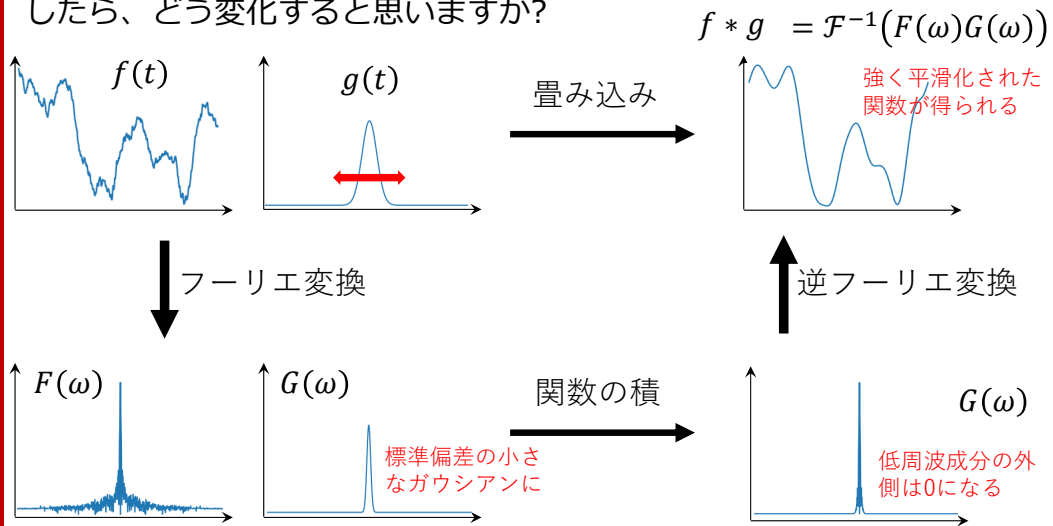 したら、どう変化すると思いますか?
f ∗ g = ℱ⁻¹(F(ω)G(ω))
f(t)
g(t)
畳み込み
強く平滑化された
関数が得られる
フーリエ変換
逆フーリエ変換
F(ω)
G(ω)
関数の積
G(ω)
標準偏差の小さ
なガウシアンに
低周波成分の外
側は0になる